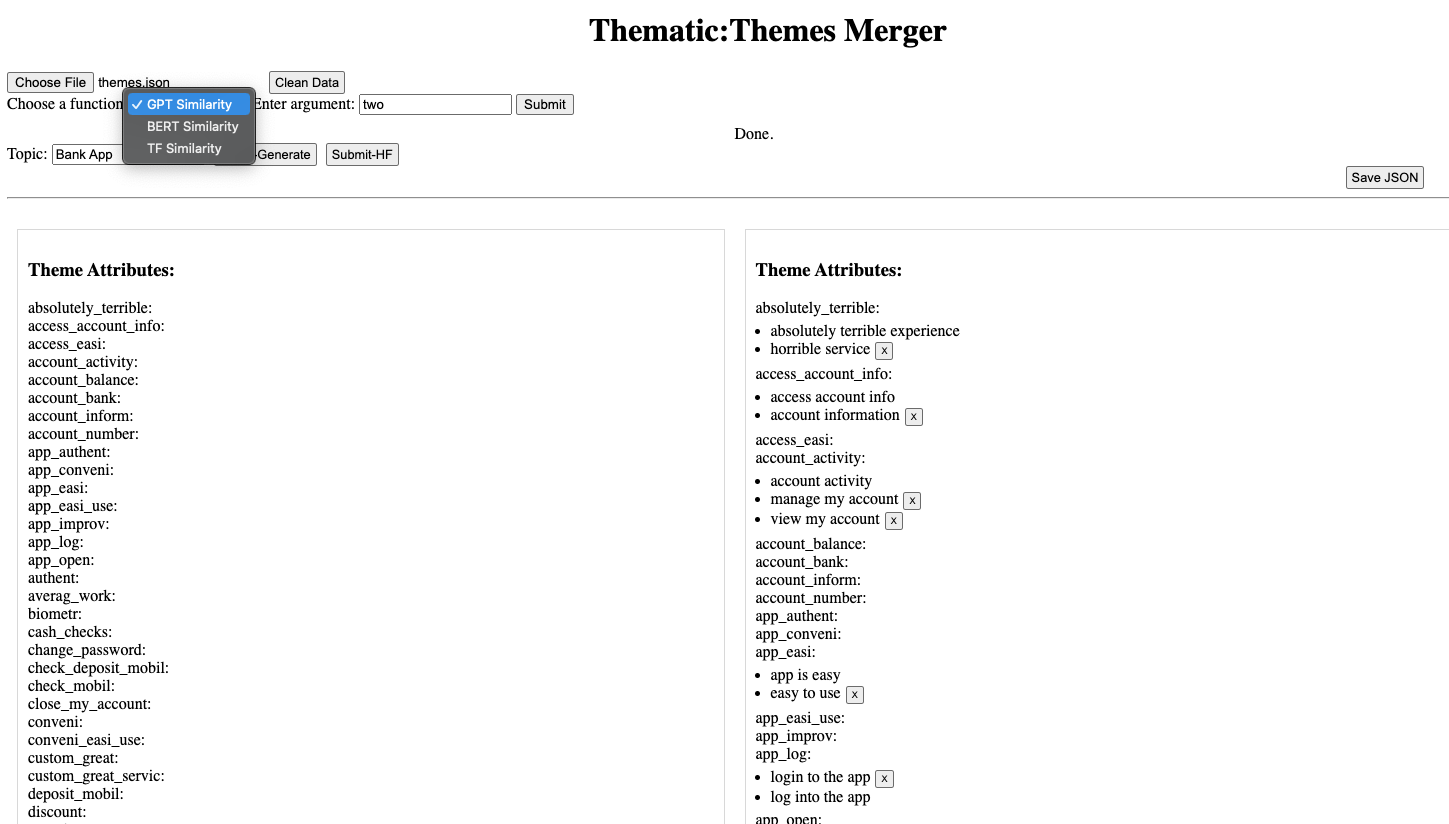 Thematic:Themes Merger
Choose File themes.json Clean Data
Choose a function GPT Similarity Enter argument: two Submit
BERT Similarity
TF Similarity
Done.
Topic: Bank App -Generate Submit-HF
Save JSON
Theme Attributes:
absolutely_terrible:
access_account_info:
access_easi:
account_activity:
account_balance:
account_bank:
account_inform:
account_number:
app_authent:
app_conveni:
app_easi:
app_easi_use:
app_improv:
app_log:
app_open:
authent:
averag_work:
biometr:
cash_checks:
change_password:
check_deposit_mobil:
check_mobil:
close_my_account:
conveni:
conveni_easi_use:
custom_great:
custom_great_servic:
deposit_mobil:
discount:
Theme Attributes:
absolutely_terrible:
• absolutely terrible experience
• horrible service x
access_account_info:
• access account info
• account information x
access_easi:
account_activity:
• account activity
• manage my account x
• view my account x
account_balance:
account_bank:
account_inform:
account_number:
app_authent:
app_conveni:
app_easi:
• app is easy
• easy to use x
app_easi_use:
app_improv:
app_log:
• login to the app x
• log into the app
app_open: